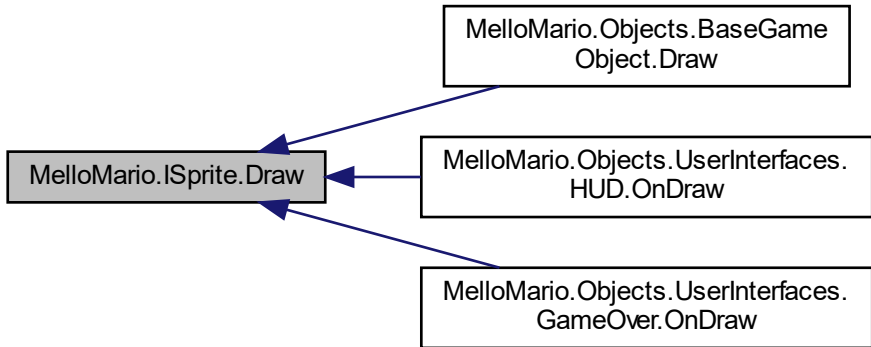 MelloMario.Objects.BaseGame
Object.Draw
MelloMario.ISprite.Draw
MelloMario.Objects.UserInterfaces.
HUD.OnDraw
MelloMario.Objects.UserInterfaces.
GameOver.OnDraw